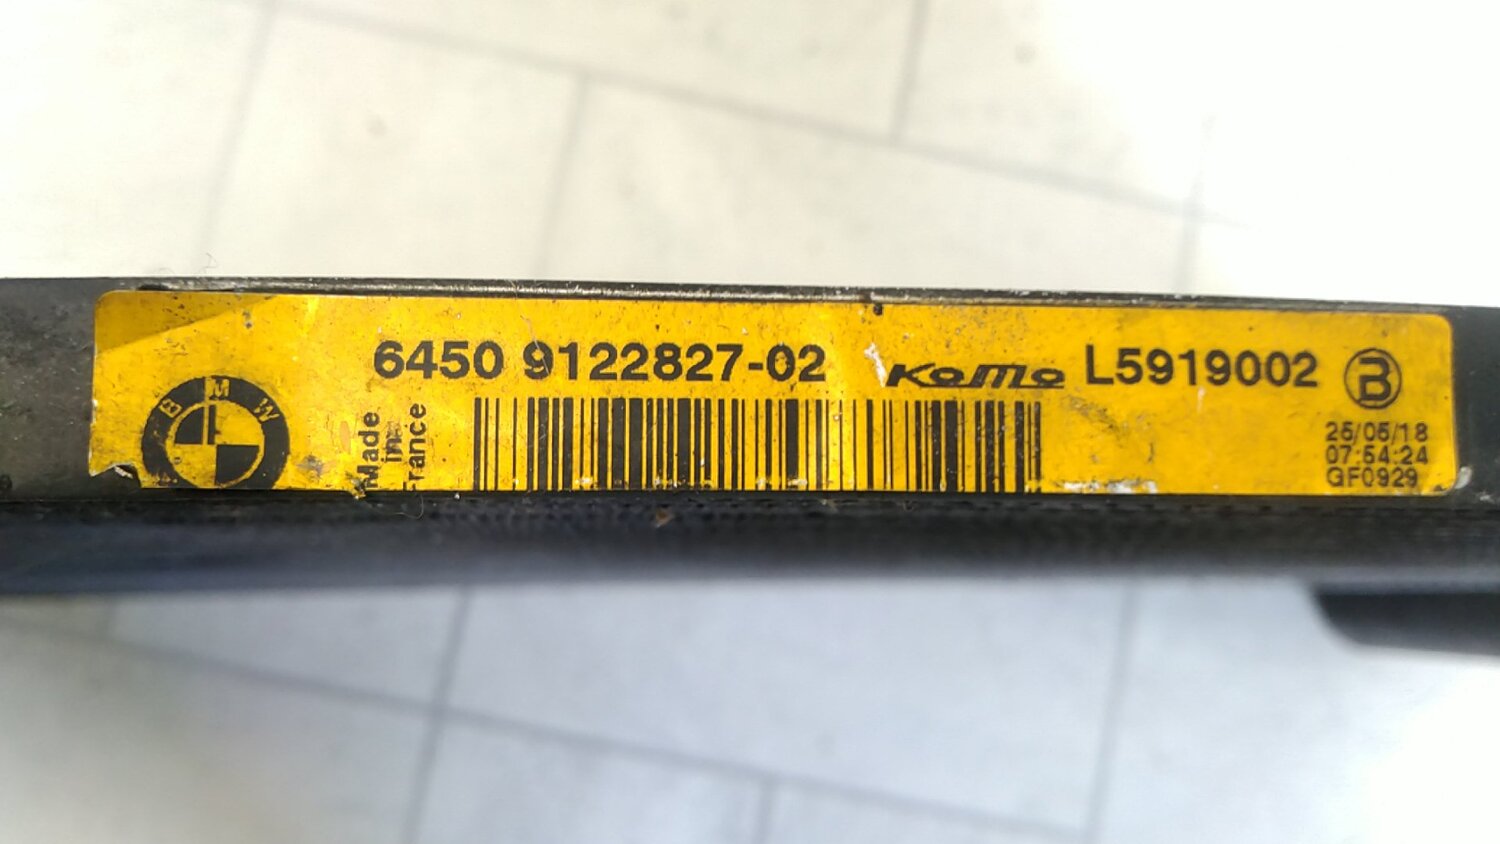 6450 9122827-02 KoMo L5919002 B
BMW
Made
in
France
25/05/18
07:54:24
GF0929